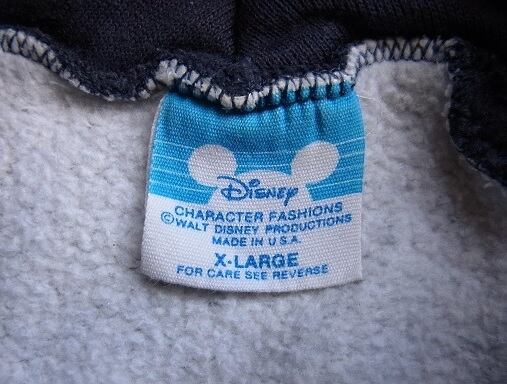 Disney
CHARACTER FASHIONS
©WALT DISNEY PRODUCTIONS
MADE IN U.S.A.
X-LARGE
FOR CARE SEE REVERSE